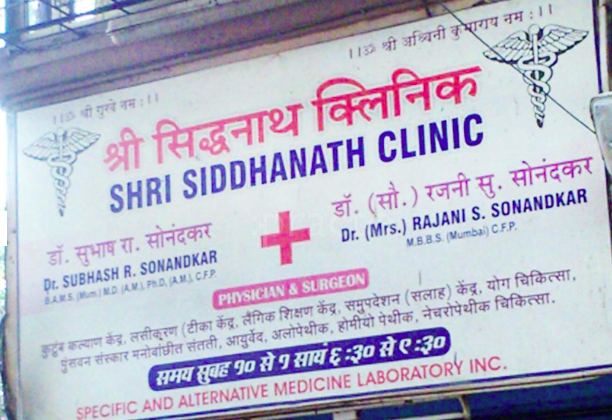 ।।ॐ श्री गुरवे नमः।।
।।ॐ श्री अश्विनी कुमाराय नमः।।
श्री सिद्धनाथ क्लिनिक
SHRI SIDDHANATH CLINIC
डॉ. सुभाष रा. सोनंदकर
Dr. SUBHASH R. SONANDKAR
B.A.M.S. (Mum.) M.D. (A.M.), Ph.D, (A.M.), C.F.P.
डॉ. (सौ.) रजनी सु. सोनंदकर
Dr. (Mrs.) RAJANI S. SONANDKAR
M.B.B.S. (Mumbai) C.F.P.
PHYSICIAN & SURGEON
कुटुंब कल्याण केंद्र, लसीकरण (टीका केंद्र, लैंगिक शिक्षण केंद्र, समुपदेशन (सलाह) केंद्र, योग चिकित्सा,
पुंसवन संस्कार मनोवांछीत संतती, आयुर्वेद, अलोपेथीक, होमीयो पेथीक, नेचरोपेथीक चिकित्सा.
समय सुबह १० से १ सायं ६:३० से ९:३०
SPECIFIC AND ALTERNATIVE MEDICINE LABORATORY INC.